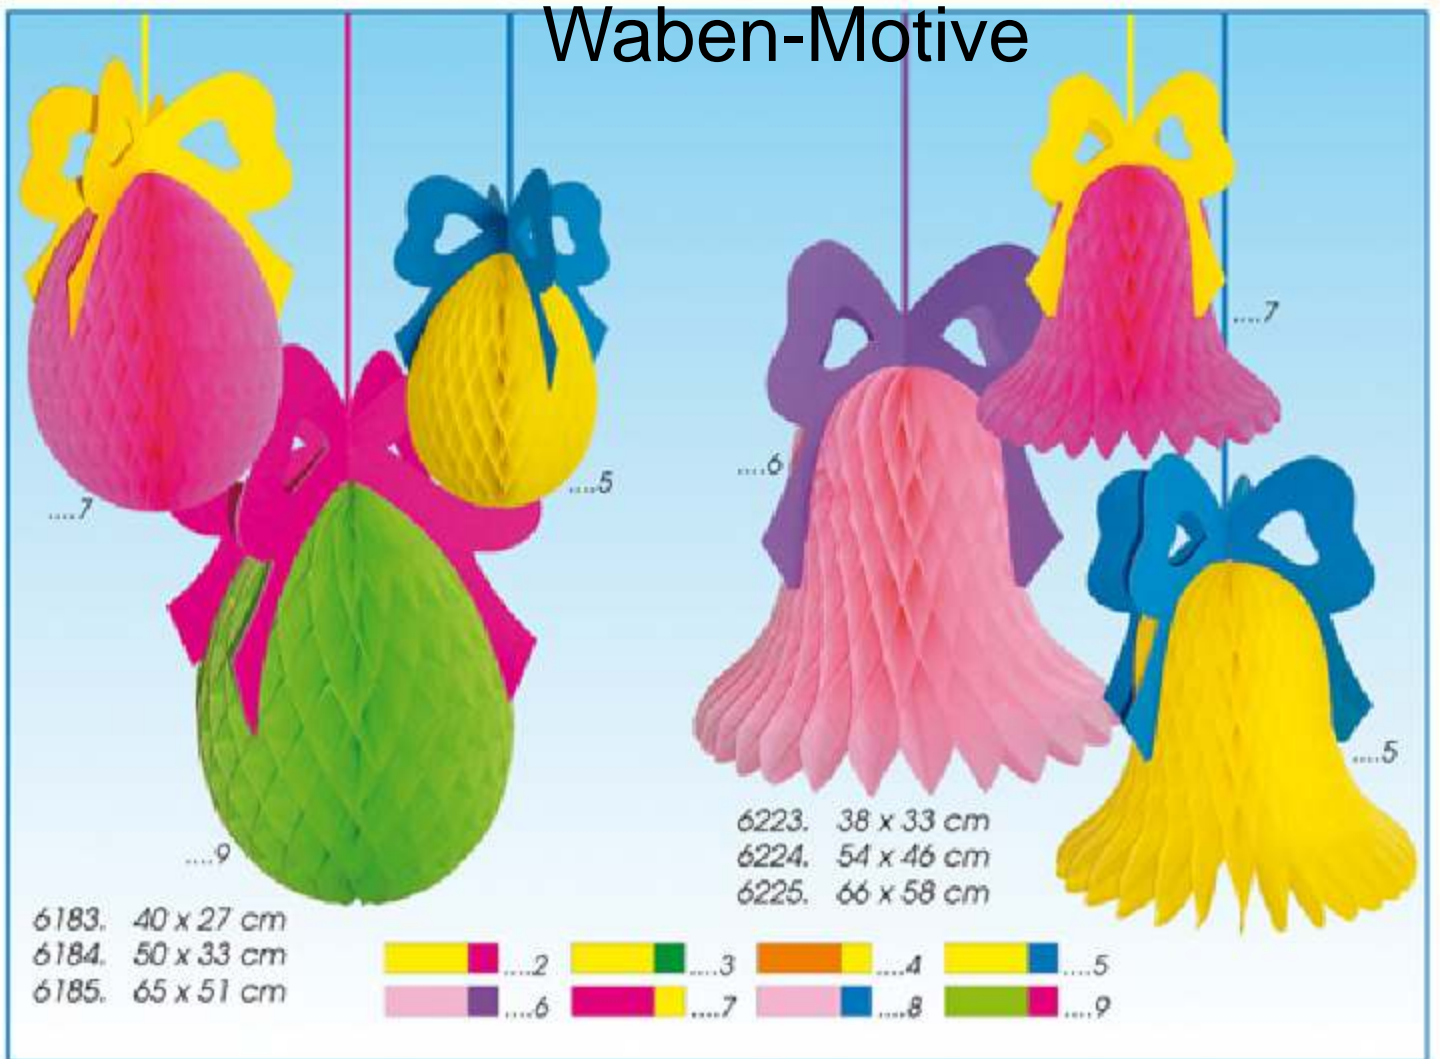 Waben-Motive
....7
....5
....9
....6
....7
....5
6183. 40 x 27 cm
6184. 50 x 33 cm
6185. 65 x 51 cm
6223. 38 x 33 cm
6224. 54 x 46 cm
6225. 66 x 58 cm
....2 ....3 ....4 ....5
....6 ....7 ....8 ....9